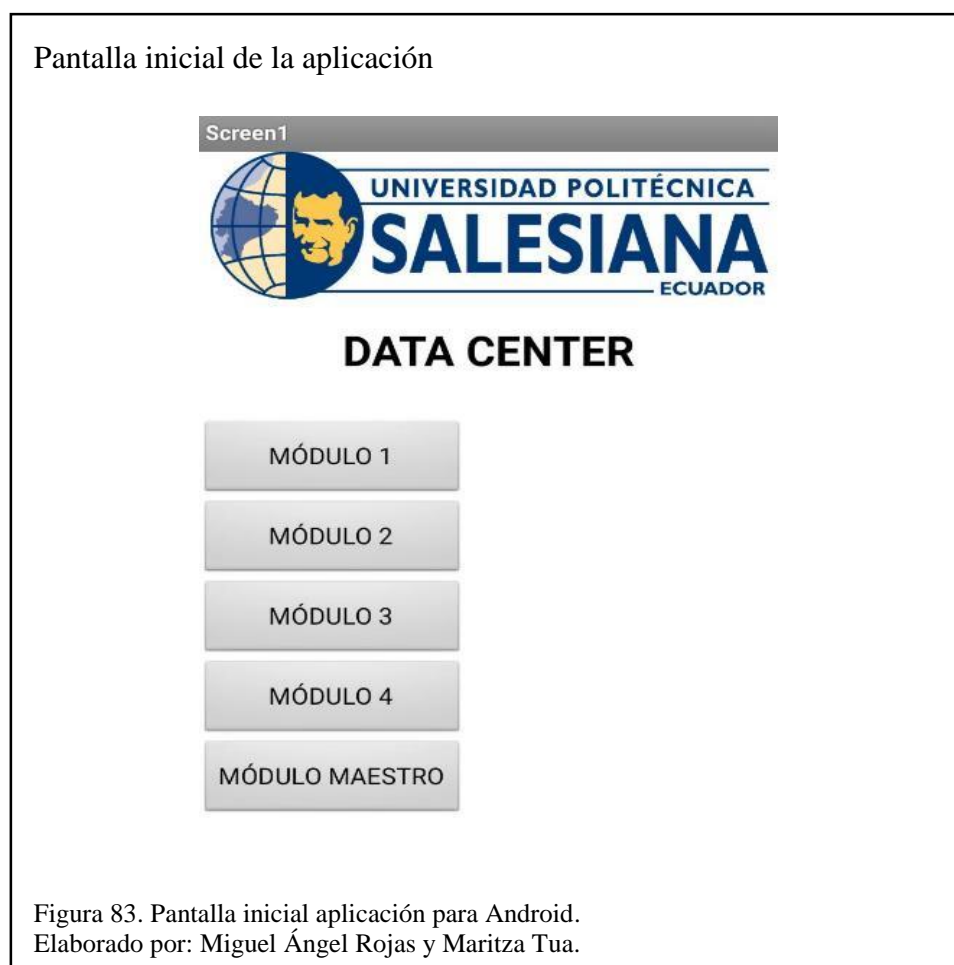 Pantalla inicial de la aplicación
Screen1
UNIVERSIDAD POLITÉCNICA
SALESIANA
ECUADOR
DATA CENTER
MÓDULO 1
MÓDULO 2
MÓDULO 3
MÓDULO 4
MÓDULO MAESTRO
Figura 83. Pantalla inicial aplicación para Android.
Elaborado por: Miguel Ángel Rojas y Maritza Tua.